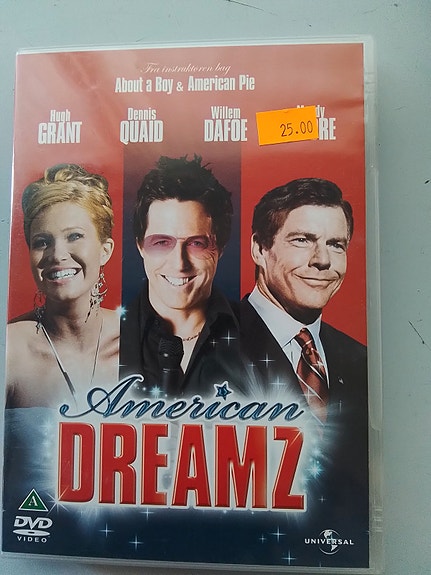 Fra instruktøren bag
About a Boy & American Pie
Hugh
GRANT
Dennis
QUAID
Willem
DAFOE
25.00
American
DREAMZ
A
DVD
VIDEO
UNIVERSAL